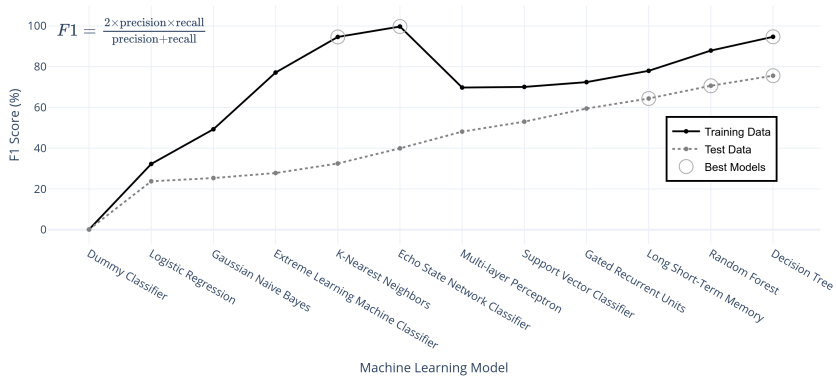 F1 = 2×precision×recall / precision+recall
100
80
60
40
20
0
F1 Score (%)
Training Data
Test Data
Best Models
Dummy Classifier
Logistic Regression
Gaussian Naive Bayes
Extreme Learning Machine Classifier
K-Nearest Neighbors
Echo State Network Classifier
Multi-layer Perceptron
Support Vector Classifier
Gated Recurrent Units
Long Short-Term Memory
Random Forest
Decision Tree
Machine Learning Model